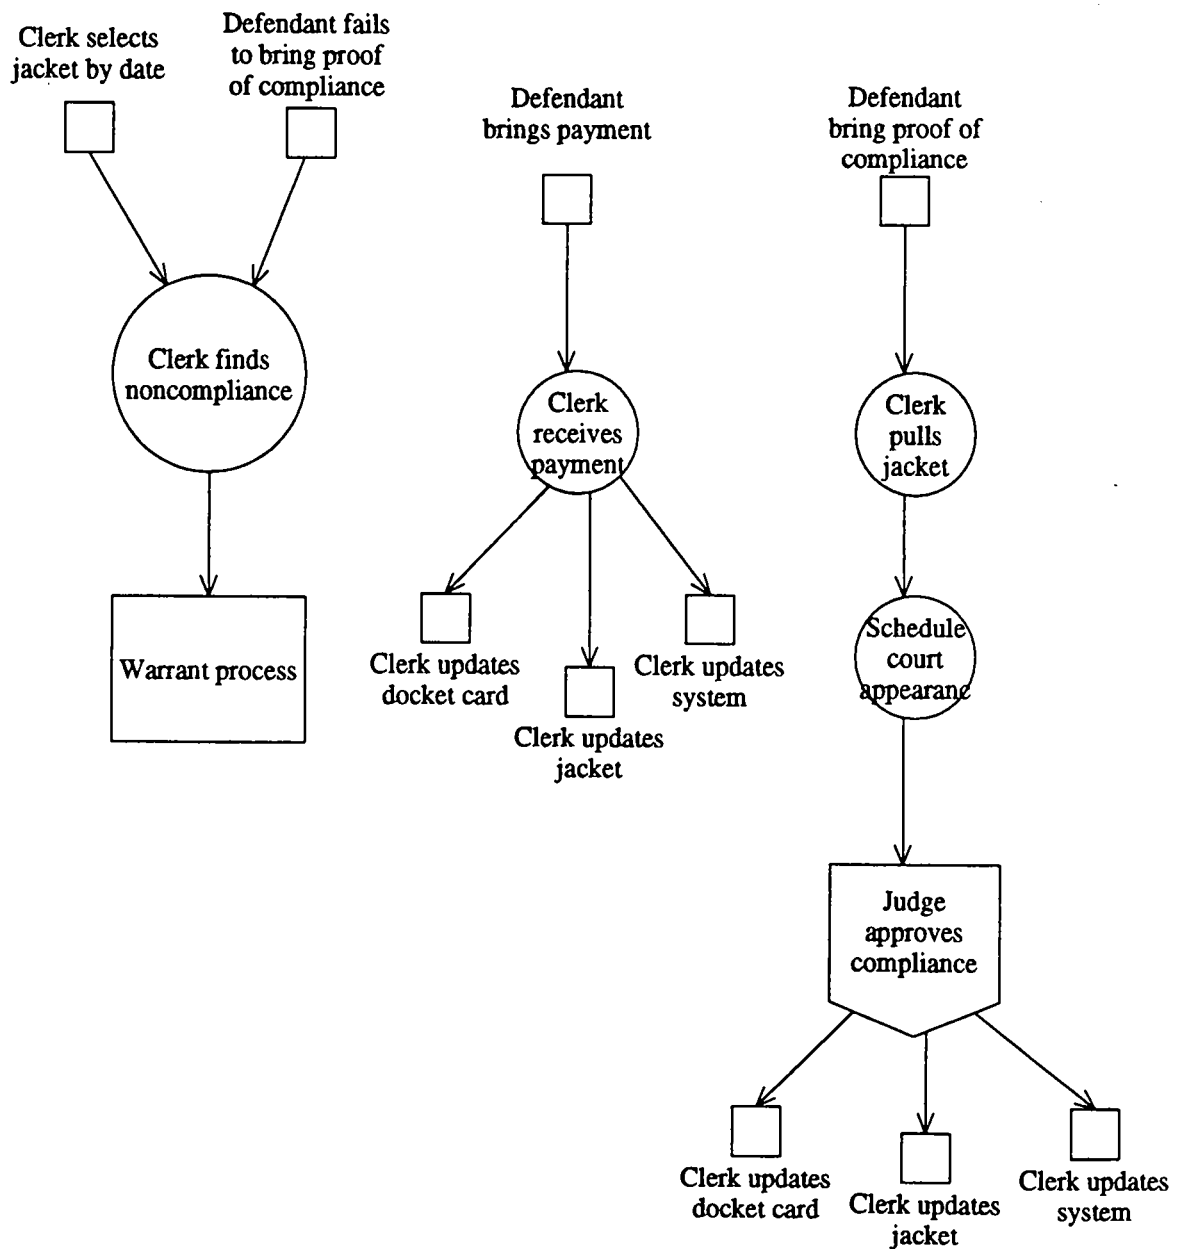 Clerk selects
jacket by date
Defendant fails
to bring proof
of compliance
Defendant
brings payment
Defendant
bring proof of
compliance
Clerk finds
noncompliance
Clerk
receives
payment
Clerk
pulls
jacket
Warrant process
Clerk updates
docket card
Clerk updates
jacket
Clerk updates
system
Schedule
court
appearanc
Judge
approves
compliance
Clerk updates
docket card
Clerk updates
jacket
Clerk updates
system